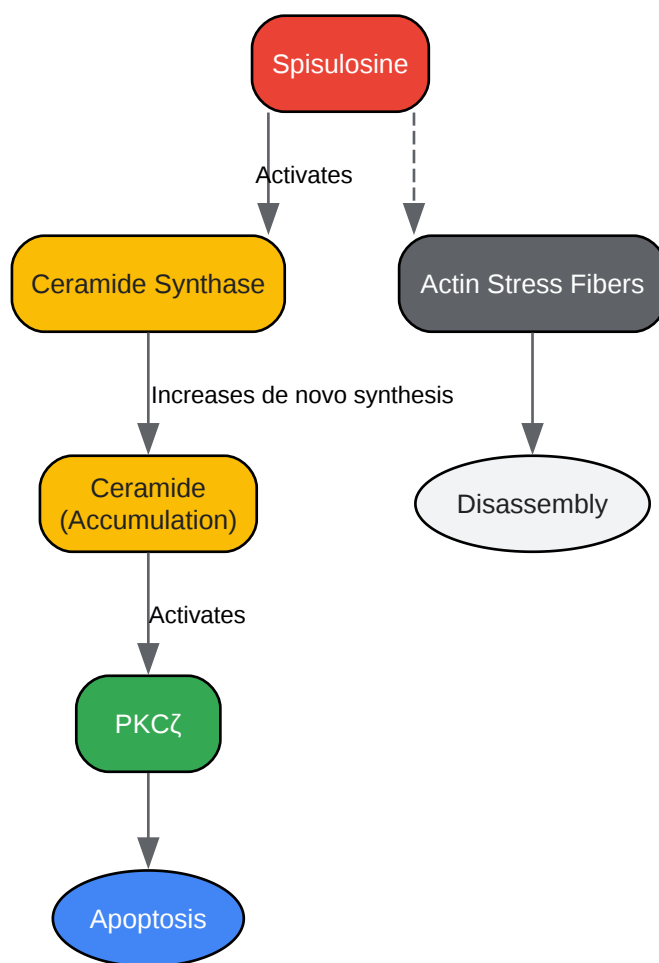 Spisulosine
Activates
Ceramide Synthase
Actin Stress Fibers
Increases de novo synthesis
Ceramide
(Accumulation)
Disassembly
Activates
PKCζ
Apoptosis